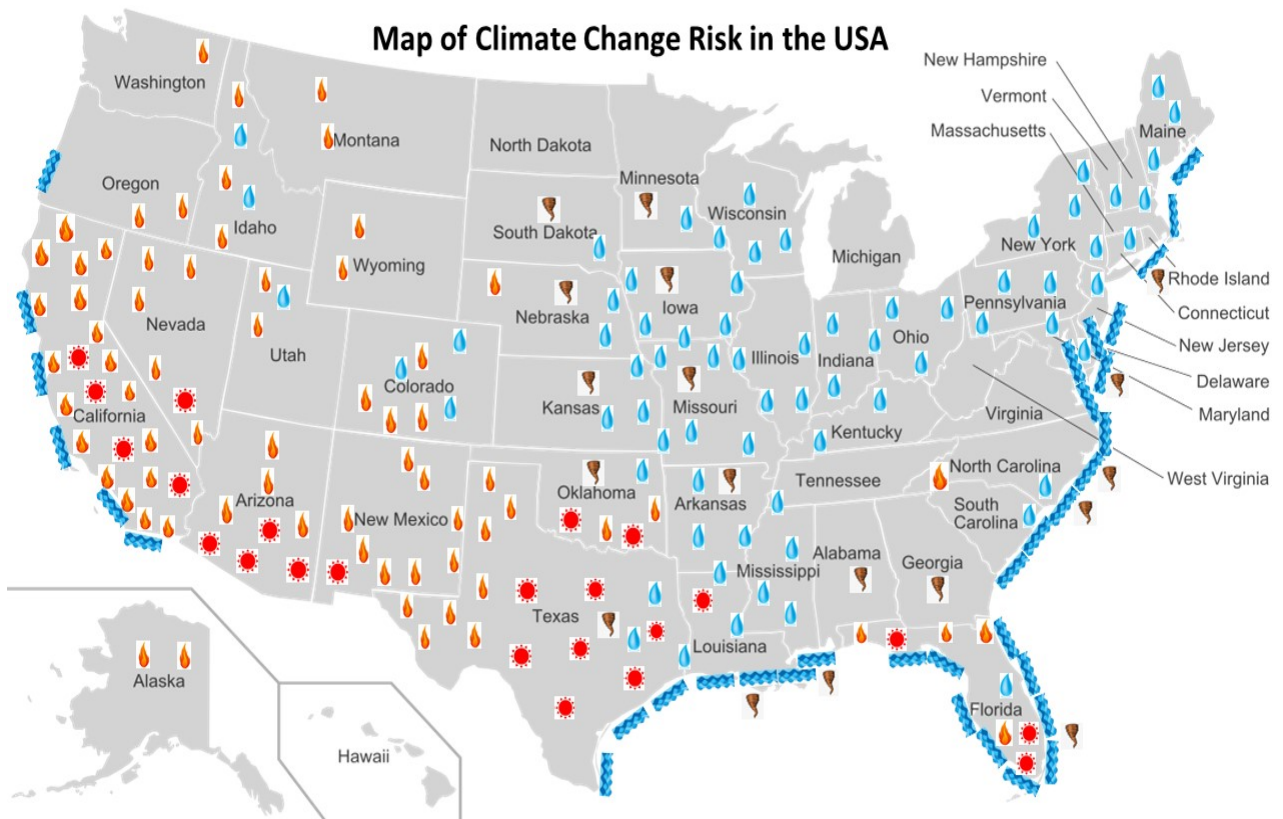 Map of Climate Change Risk in the USA
New Hampshire
Vermont
Massachusetts
Washington
Montana
North Dakota
Maine
Oregon
Idaho
Minnesota
South Dakota
Wisconsin
Wyoming
Michigan
New York
Rhode Island
Nevada
Utah
Nebraska
Iowa
Pennsylvania
Connecticut
Illinois
Indiana
Ohio
New Jersey
Colorado
Delaware
California
Kansas
Missouri
Virginia
Maryland
Kentucky
Arizona
New Mexico
Oklahoma
Arkansas
Tennessee
North Carolina
West Virginia
South
Carolina
Texas
Mississippi
Alabama
Georgia
Louisiana
Alaska
Florida
Hawaii